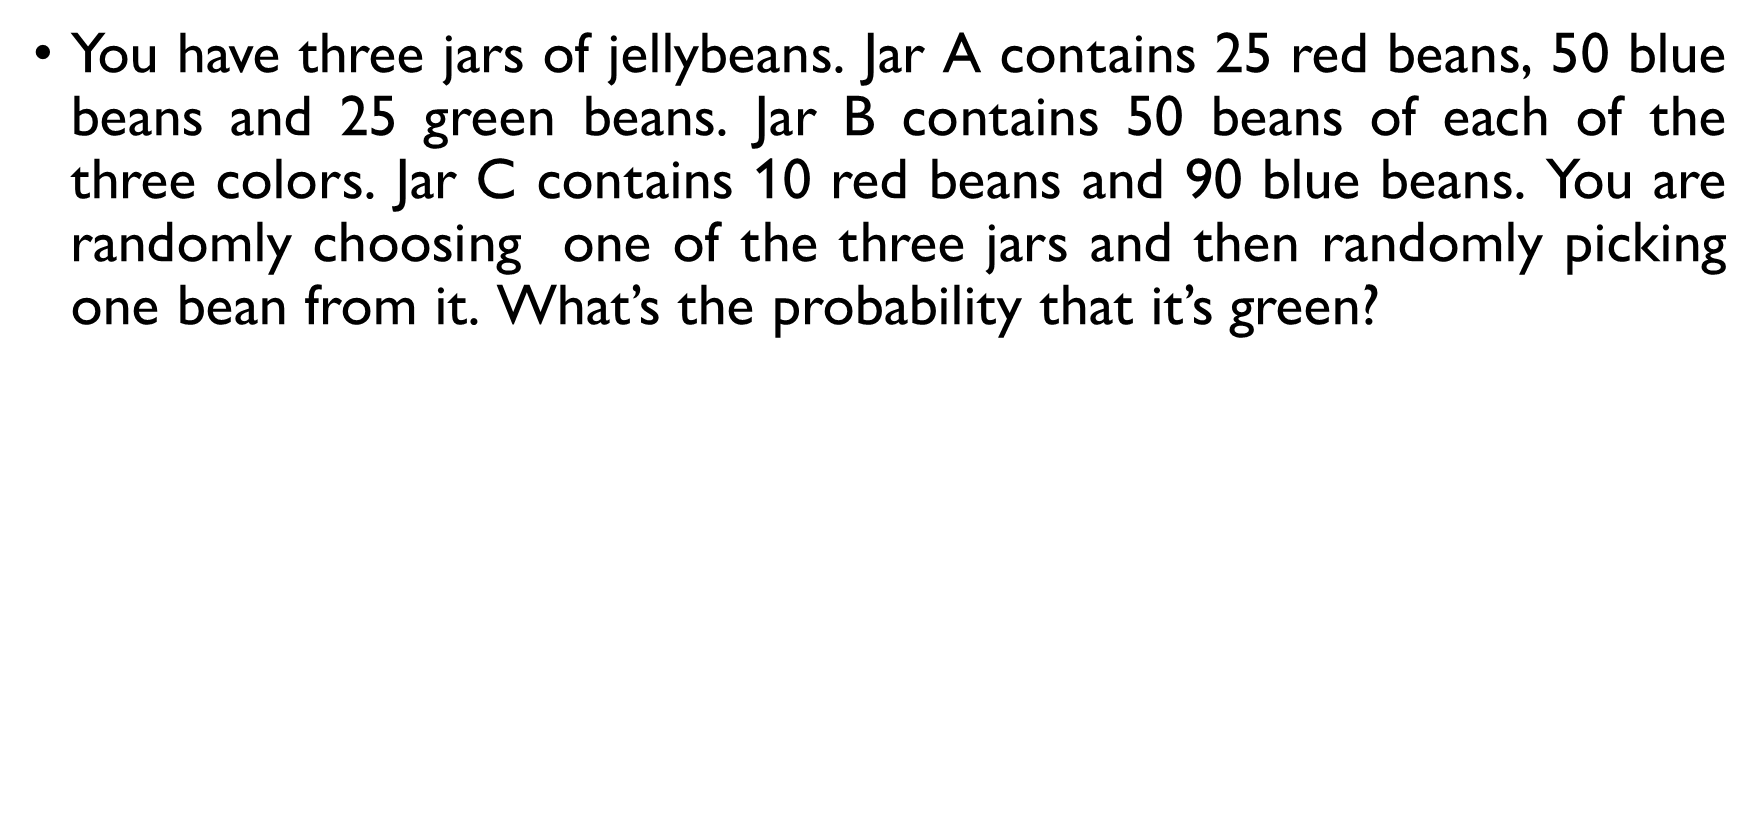 • You have three jars of jellybeans. Jar A contains 25 red beans, 50 blue
beans and 25 green beans. Jar B contains 50 beans of each of the
three colors. Jar C contains 10 red beans and 90 blue beans. You are
randomly choosing  one of the three jars and then randomly picking
one bean from it. What’s the probability that it’s green?